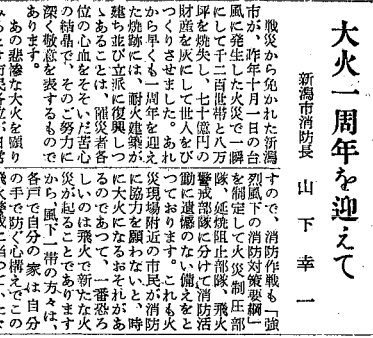 大火一周年を迎えて
新潟市消防長　山下幸一
戦災から免かれた新潟
市が、昨年十月一日の台
風に発生した火災で一瞬
にして千二百世帯と八万
坪を焼失し、七十億円の
財産を灰にして世人をび
つくりさせました。あれ
から早くも一周年を迎え
た焼跡には、耐火建築が
建ち並び立派に復興しつ
ゝあることは、罹災者各
位の心血をそそいだ苦心
の結晶で、そのご努力に
深く敬意を表するもので
あります。
あの悲惨な大火を顧り
すので、消防作戦も「強
烈風下の消防対策要綱」
を制定して火災制圧部
隊、延焼阻止部隊、飛火
警戒部隊に分けて消防活
動に遺憾のない備えをと
つております。これも火
災現場附近の市民が消防
に協力を願わないと、時
に大火になるおそれがあ
るのであつて、一番恐ろ
しいのは飛火で新たな火
災が起ることであります
から、風下一帯の方々は、
各戸で自分の家は自分
の手で防ぐ心構えでこの